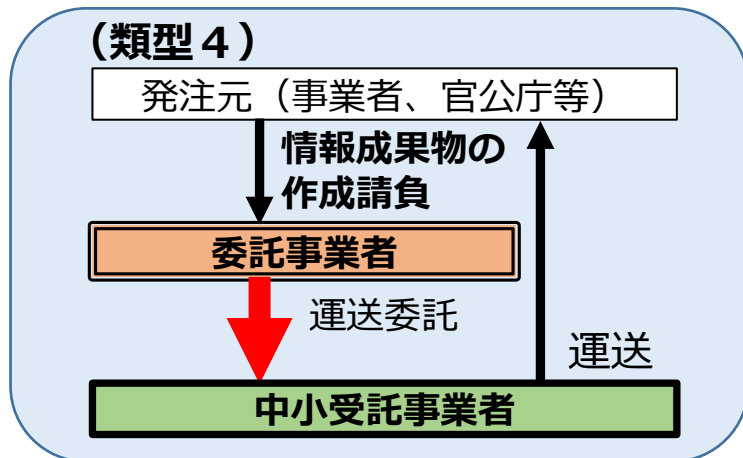 （類型４）
発注元（事業者、官公庁等）
情報成果物の
作成請負
委託事業者
運送委託
運送
中小受託事業者